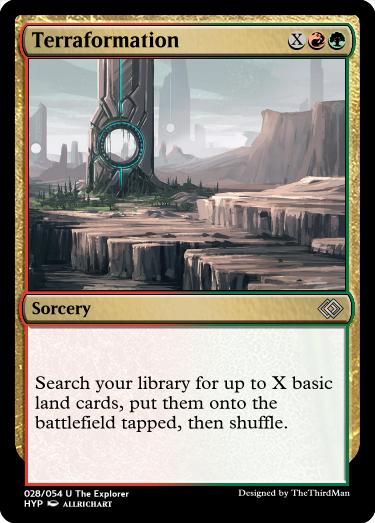 Terraformation X
Sorcery
Search your library for up to X basic
land cards, put them onto the
battlefield tapped, then shuffle.
028/054 U The Explorer Designed by TheThirdMan
HYP ALLRICHART